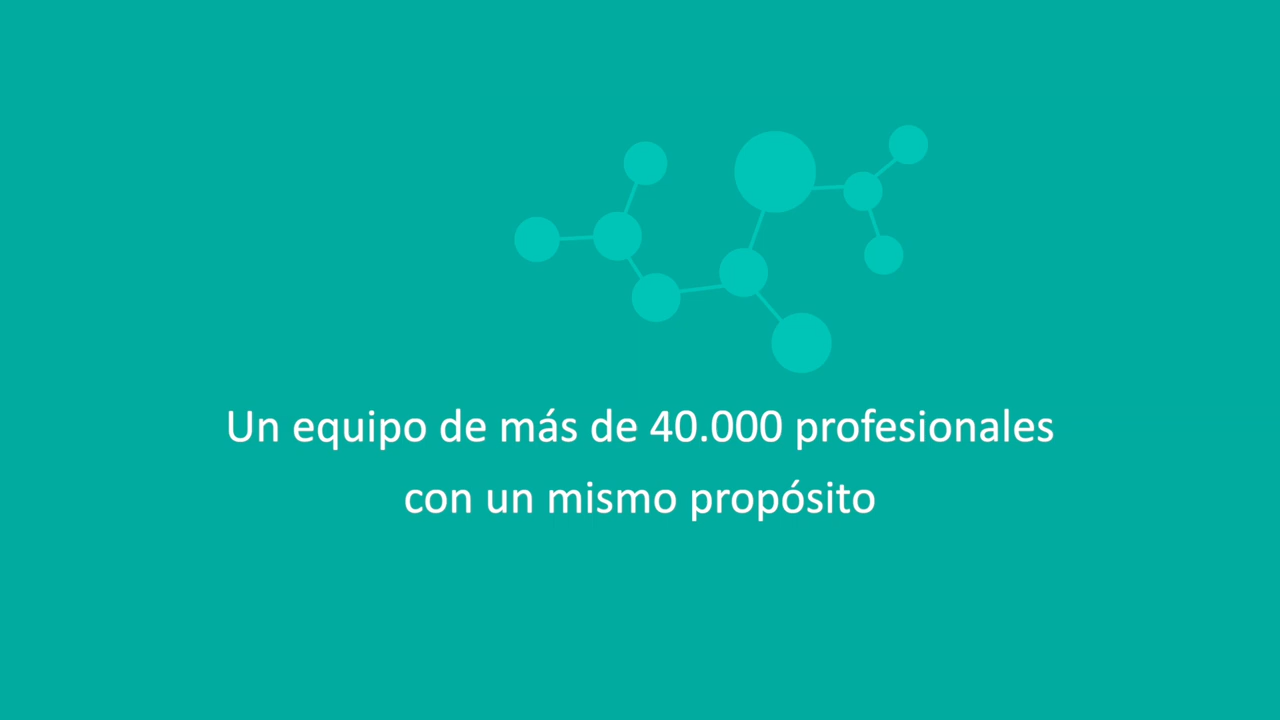 Un equipo de más de 40.000 profesionales
con un mismo propósito